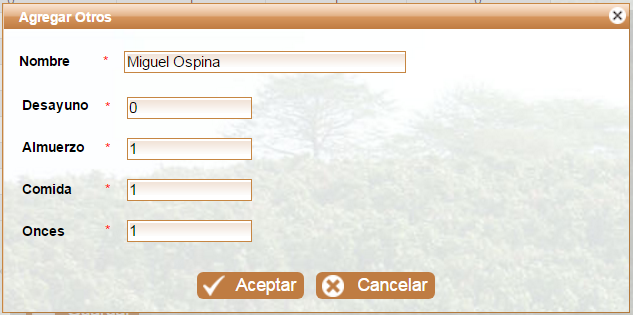 Agregar Otros
Nombre * Miguel Ospina
Desayuno * 0
Almuerzo * 1
Comida * 1
Onces * 1
Aceptar Cancelar